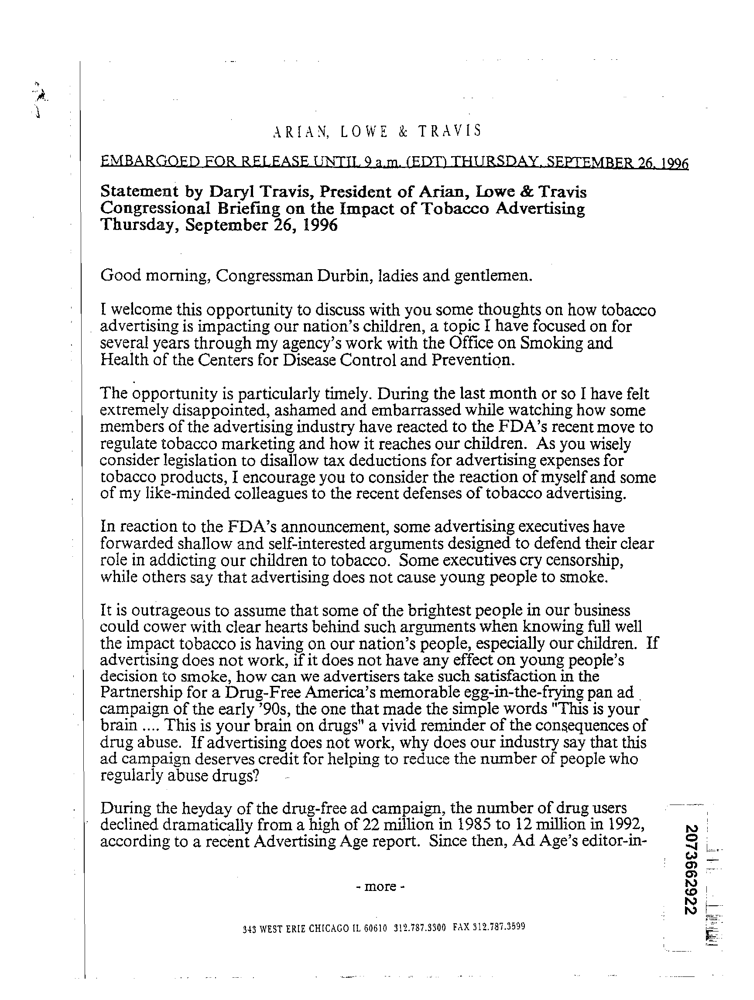 ARIAN, LOWE & TRAVIS
EMBARGOED FOR RELEASE UNTIL 9 a.m. (EDT) THURSDAY, SEPTEMBER 26, 1996
Statement by Daryl Travis, President of Arian, Lowe & Travis
Congressional Briefing on the Impact of Tobacco Advertising
Thursday, September 26, 1996
Good morning, Congressman Durbin, ladies and gentlemen.
I welcome this opportunity to discuss with you some thoughts on how tobacco
advertising is impacting our nation's children, a topic I have focused on for
several years through my agency's work with the Office on Smoking and
Health of the Centers for Disease Control and Prevention.
The opportunity is particularly timely. During the last month or so I have felt
extremely disappointed, ashamed and embarrassed while watching how some
members of the advertising industry have reacted to the FDA's recent move to
regulate tobacco marketing and how it reaches our children. As you wisely
consider legislation to disallow tax deductions for advertising expenses for
tobacco products, I encourage you to consider the reaction of myself and some
of my like-minded colleagues to the recent defenses of tobacco advertising.
In reaction to the FDA's announcement, some advertising executives have
forwarded shallow and self-interested arguments designed to defend their clear
role in addicting our children to tobacco. Some executives cry censorship,
while others say that advertising does not cause young people to smoke.
It is outrageous to assume that some of the brightest people in our business
could cower with clear hearts behind such arguments when knowing full well
the impact tobacco is having on our nation's people, especially our children. If
advertising does not work, if it does not have any effect on young people's
decision to smoke, how can we advertisers take such satisfaction in the
Partnership for a Drug-Free America's memorable egg-in-the-frying pan ad
campaign of the early '90s, the one that made the simple words "This is your
brain .... This is your brain on drugs" a vivid reminder of the consequences of
drug abuse. If advertising does not work, why does our industry say that this
ad campaign deserves credit for helping to reduce the number of people who
regularly abuse drugs?
During the heyday of the drug-free ad campaign, the number of drug users
declined dramatically from a high of 22 million in 1985 to 12 million in 1992,
according to a recent Advertising Age report. Since then, Ad Age's editor-in-
- more -
343 WEST ERIE CHICAGO IL 60610 312.787.3300 FAX 312.787.3599
2073662922